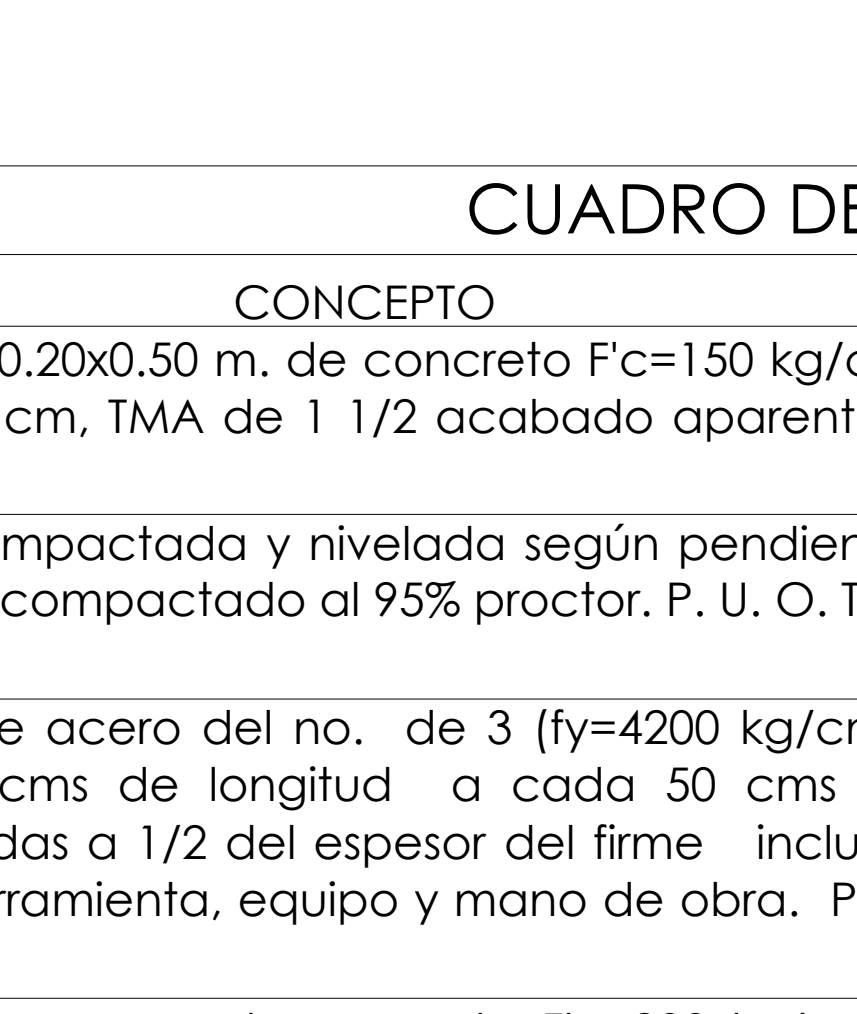 CUADRO DE
CONCEPTO
0.20x0.50 m. de concreto F'c=150 kg/c
cm, TMA de 1 1/2 acabado aparent
mpactada y nivelada según pendien
compactado al 95% proctor. P. U. O. T
e acero del no. de 3 (fy=4200 kg/cm
cms de longitud a cada 50 cms
das a 1/2 del espesor del firme inclu
rramienta, equipo y mano de obra. P